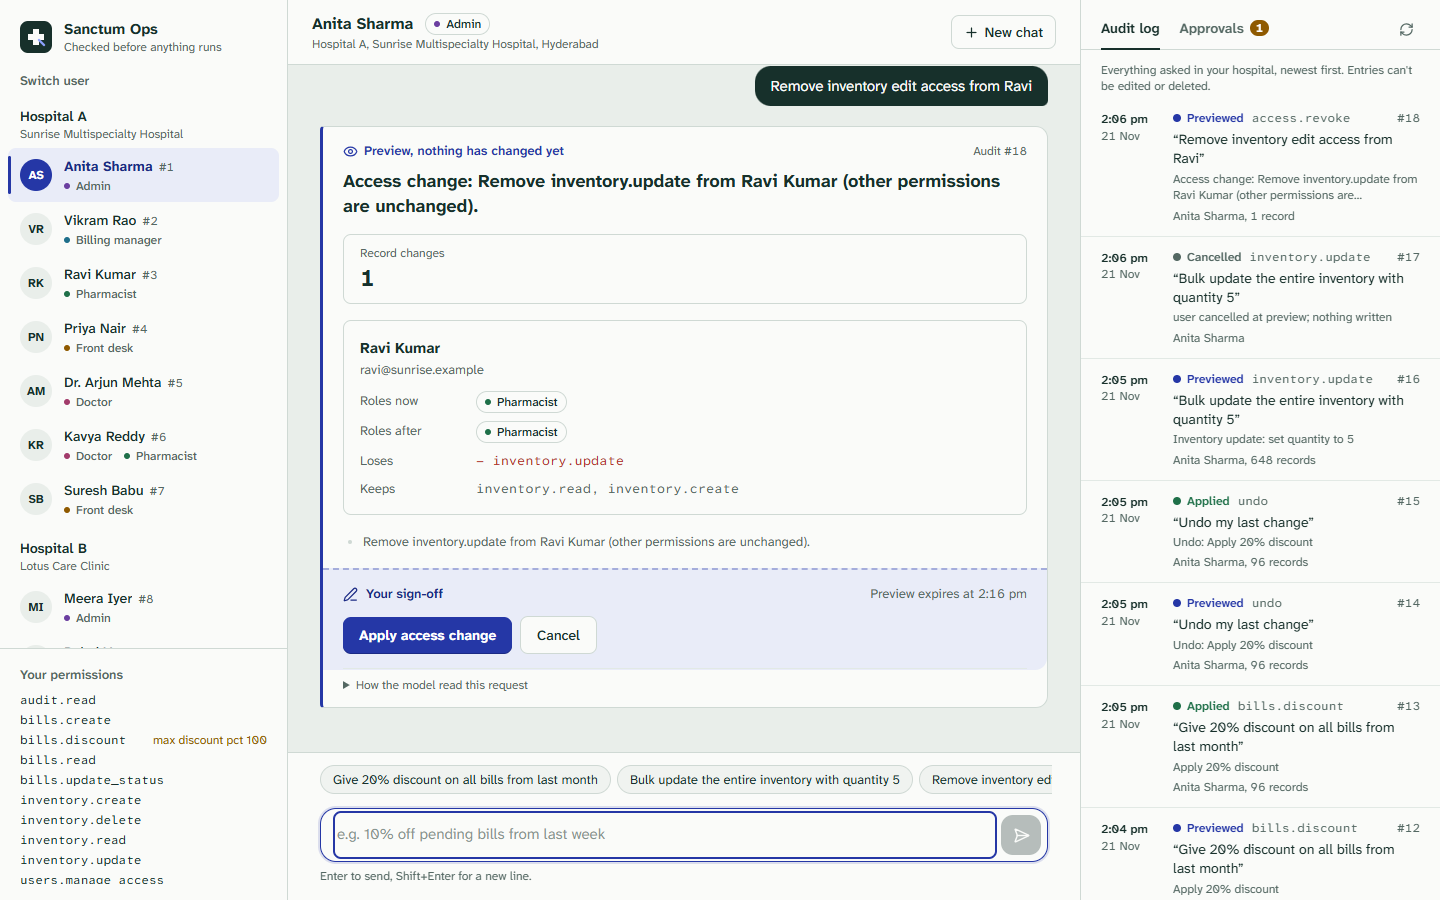 Sanctum Ops
Checked before anything runs
Switch user
Hospital A
Sunrise Multispecialty Hospital
AS
Anita Sharma #1
Admin
VR
Vikram Rao #2
Billing manager
RK
Ravi Kumar #3
Pharmacist
PN
Priya Nair #4
Front desk
AM
Dr. Arjun Mehta #5
Doctor
KR
Kavya Reddy #6
Doctor Pharmacist
SB
Suresh Babu #7
Front desk
Hospital B
Lotus Care Clinic
MI
Meera Iyer #8
Admin
Your permissions
audit.read
bills.create
bills.discount max discount pct 100
bills.read
bills.update_status
inventory.create
inventory.delete
inventory.read
inventory.update
users.manage_access
Anita Sharma Admin
Hospital A, Sunrise Multispecialty Hospital, Hyderabad
New chat
Remove inventory edit access from Ravi
Preview, nothing has changed yet
Audit #18
Access change: Remove inventory.update from Ravi Kumar (other permissions
are unchanged).
Record changes
1
Ravi Kumar
ravi@sunrise.example
Roles now Pharmacist
Roles after Pharmacist
Loses – inventory.update
Keeps inventory.read, inventory.create
Remove inventory.update from Ravi Kumar (other permissions are unchanged).
Your sign-off
Preview expires at 2:16 pm
Apply access change
Cancel
How the model read this request
Give 20% discount on all bills from last month
Bulk update the entire inventory with quantity 5
Remove inventory ed
e.g. 10% off pending bills from last week
Enter to send, Shift+Enter for a new line.
Audit log
Approvals 1
Everything asked in your hospital, newest first. Entries can't
be edited or deleted.
2:06 pm
21 Nov
Previewed access.revoke #18
“Remove inventory edit access from
Ravi”
Access change: Remove inventory.update from
Ravi Kumar (other permissions are...
Anita Sharma, 1 record
2:06 pm
21 Nov
Cancelled inventory.update #17
“Bulk update the entire inventory with
quantity 5”
user cancelled at preview; nothing written
Anita Sharma
2:05 pm
21 Nov
Previewed inventory.update #16
“Bulk update the entire inventory with
quantity 5”
Inventory update: set quantity to 5
Anita Sharma, 648 records
2:05 pm
21 Nov
Applied undo #15
“Undo my last change”
Undo: Apply 20% discount
Anita Sharma, 96 records
2:05 pm
21 Nov
Previewed undo #14
“Undo my last change”
Undo: Apply 20% discount
Anita Sharma, 96 records
2:05 pm
21 Nov
Applied bills.discount #13
“Give 20% discount on all bills from
last month”
Apply 20% discount
Anita Sharma, 96 records
2:04 pm
21 Nov
Previewed bills.discount #12
“Give 20% discount on all bills from
last month”
Apply 20% discount